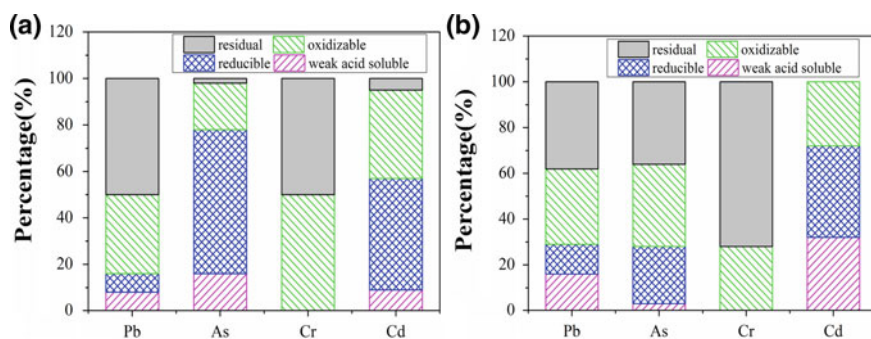 (a)
120
100
80
60
40
20
0
Percentage(%)
residual oxidizable
reducible weak acid soluble
Pb As Cr Cd
(b)
120
100
80
60
40
20
0
Percentage(%)
residual oxidizable
reducible weak acid soluble
Pb As Cr Cd